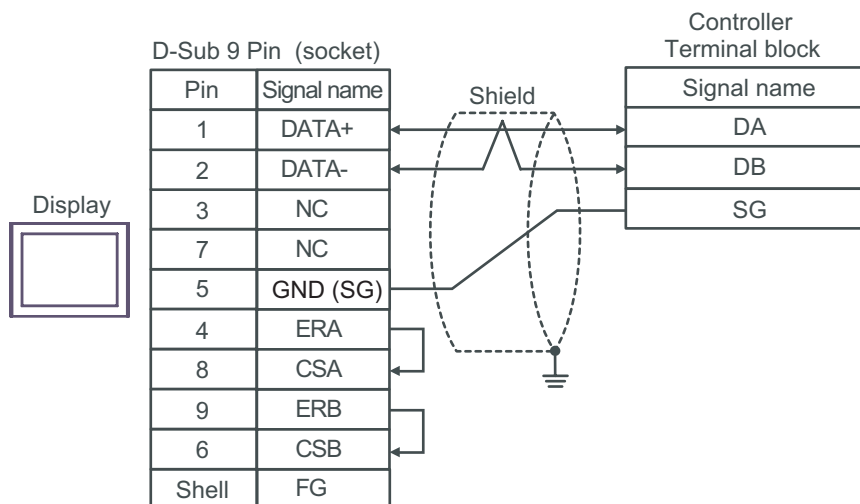 Controller
Terminal block
D-Sub 9 Pin (socket)
Pin Signal name
Shield
Signal name
1 DATA+
DA
2 DATA-
DB
Display
3 NC
SG
7 NC
5 GND (SG)
4 ERA
8 CSA
9 ERB
6 CSB
Shell FG